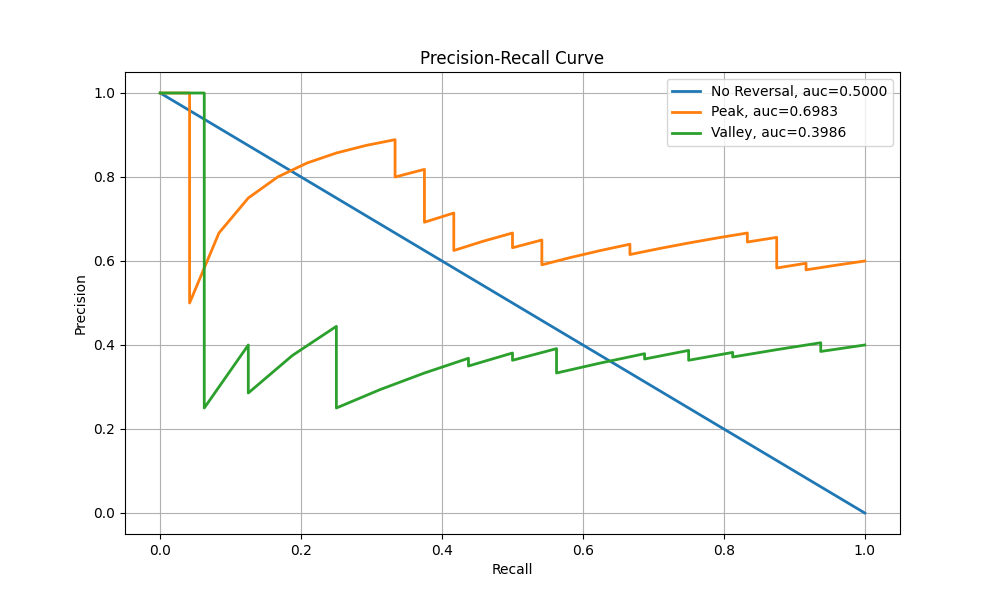 Precision-Recall Curve
No Reversal, auc=0.5000
Peak, auc=0.6983
Valley, auc=0.3986
1.0
0.8
0.6
0.4
0.2
0.0
Precision
0.0 0.2 0.4 0.6 0.8 1.0
Recall